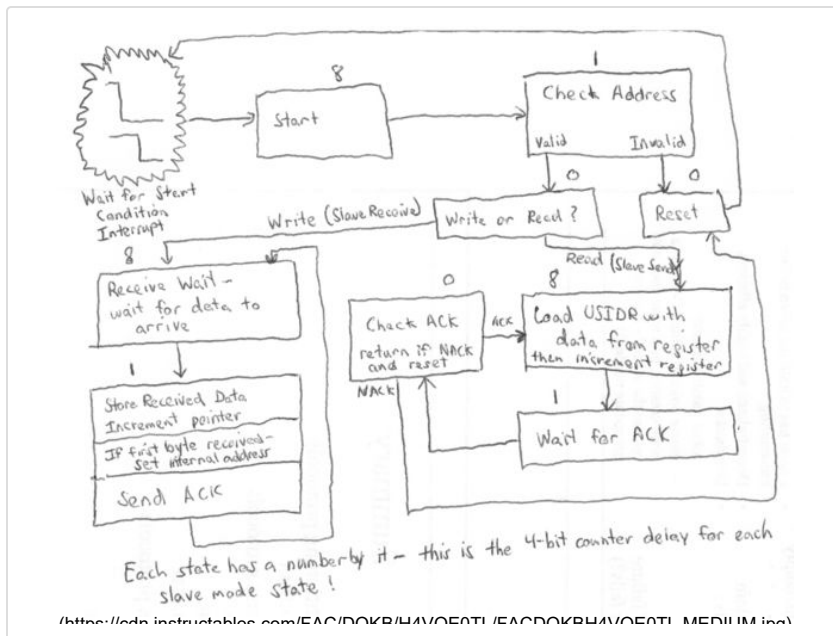 8
Start
1
Check Address
Valid Invalid
Wait for Start
Condition
Interrupt
0
Write or Read?
0
Reset
Write (Slave Receive)
Read (Slave Send)
8
Receive Wait -
wait for data to
arrive
0
Check ACK
return if NACK
and reset
ACK
NACK
8
Load USIDR with
data from register
then increment register
1
Wait for ACK
1
Store Received Data
Increment pointer
If first byte received -
set internal address
Send ACK
Each state has a number by it - this is the 4-bit counter delay for each
slave mode state!
(https://cdn.instructables.com/FAC/DOKB/H4VOE0TL/FACDOKBH4VOE0TL.MEDIUM.jpg)